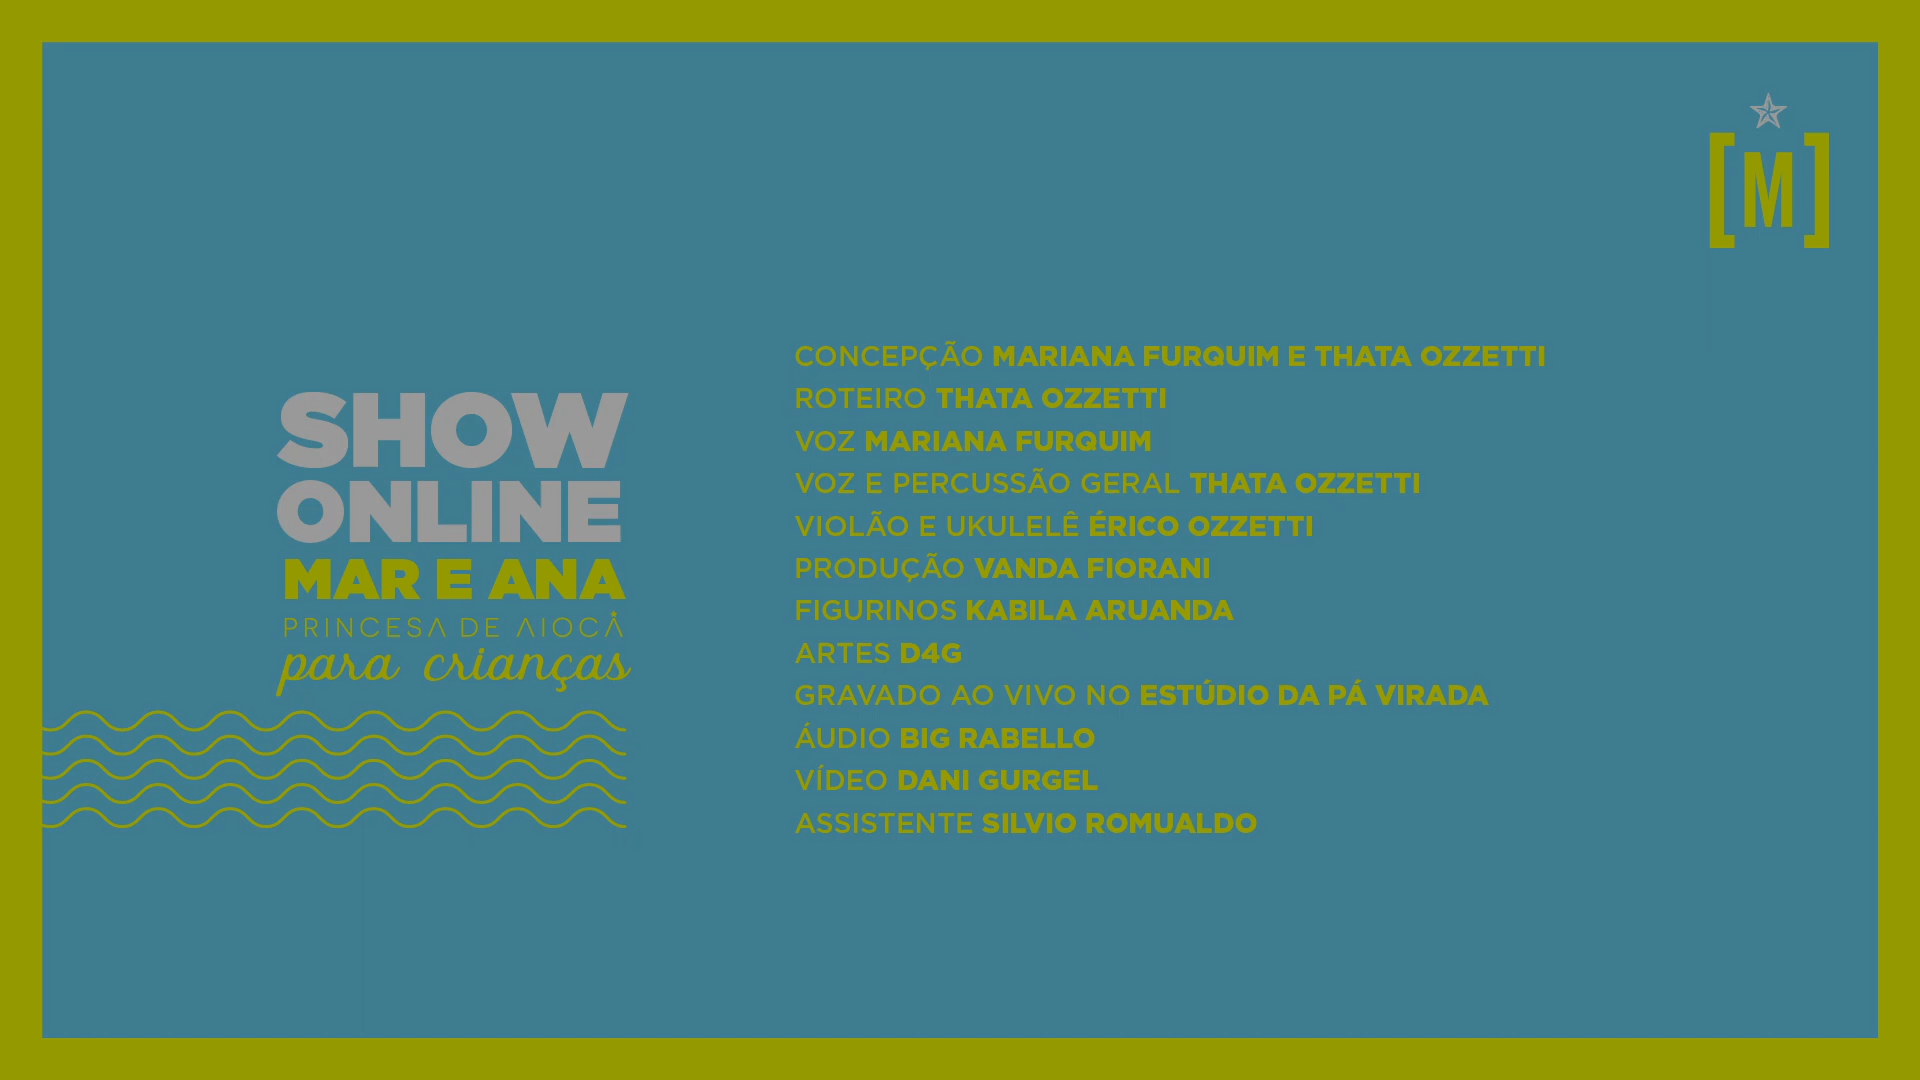 [M]
SHOW
ONLINE
MAR E ANA
PRINCESA DE AIOCÁ
para crianças
CONCEPÇÃO MARIANA FURQUIM E THATA OZZETTI
ROTEIRO THATA OZZETTI
VOZ MARIANA FURQUIM
VOZ E PERCUSSÃO GERAL THATA OZZETTI
VIOLÃO E UKULELÊ ÉRICO OZZETTI
PRODUÇÃO VANDA FIORANI
FIGURINOS KABILA ARUANDA
ARTES D4G
GRAVADO AO VIVO NO ESTÚDIO DA PÁ VIRADA
ÁUDIO BIG RABELLO
VÍDEO DANI GURGEL
ASSISTENTE SILVIO ROMUALDO